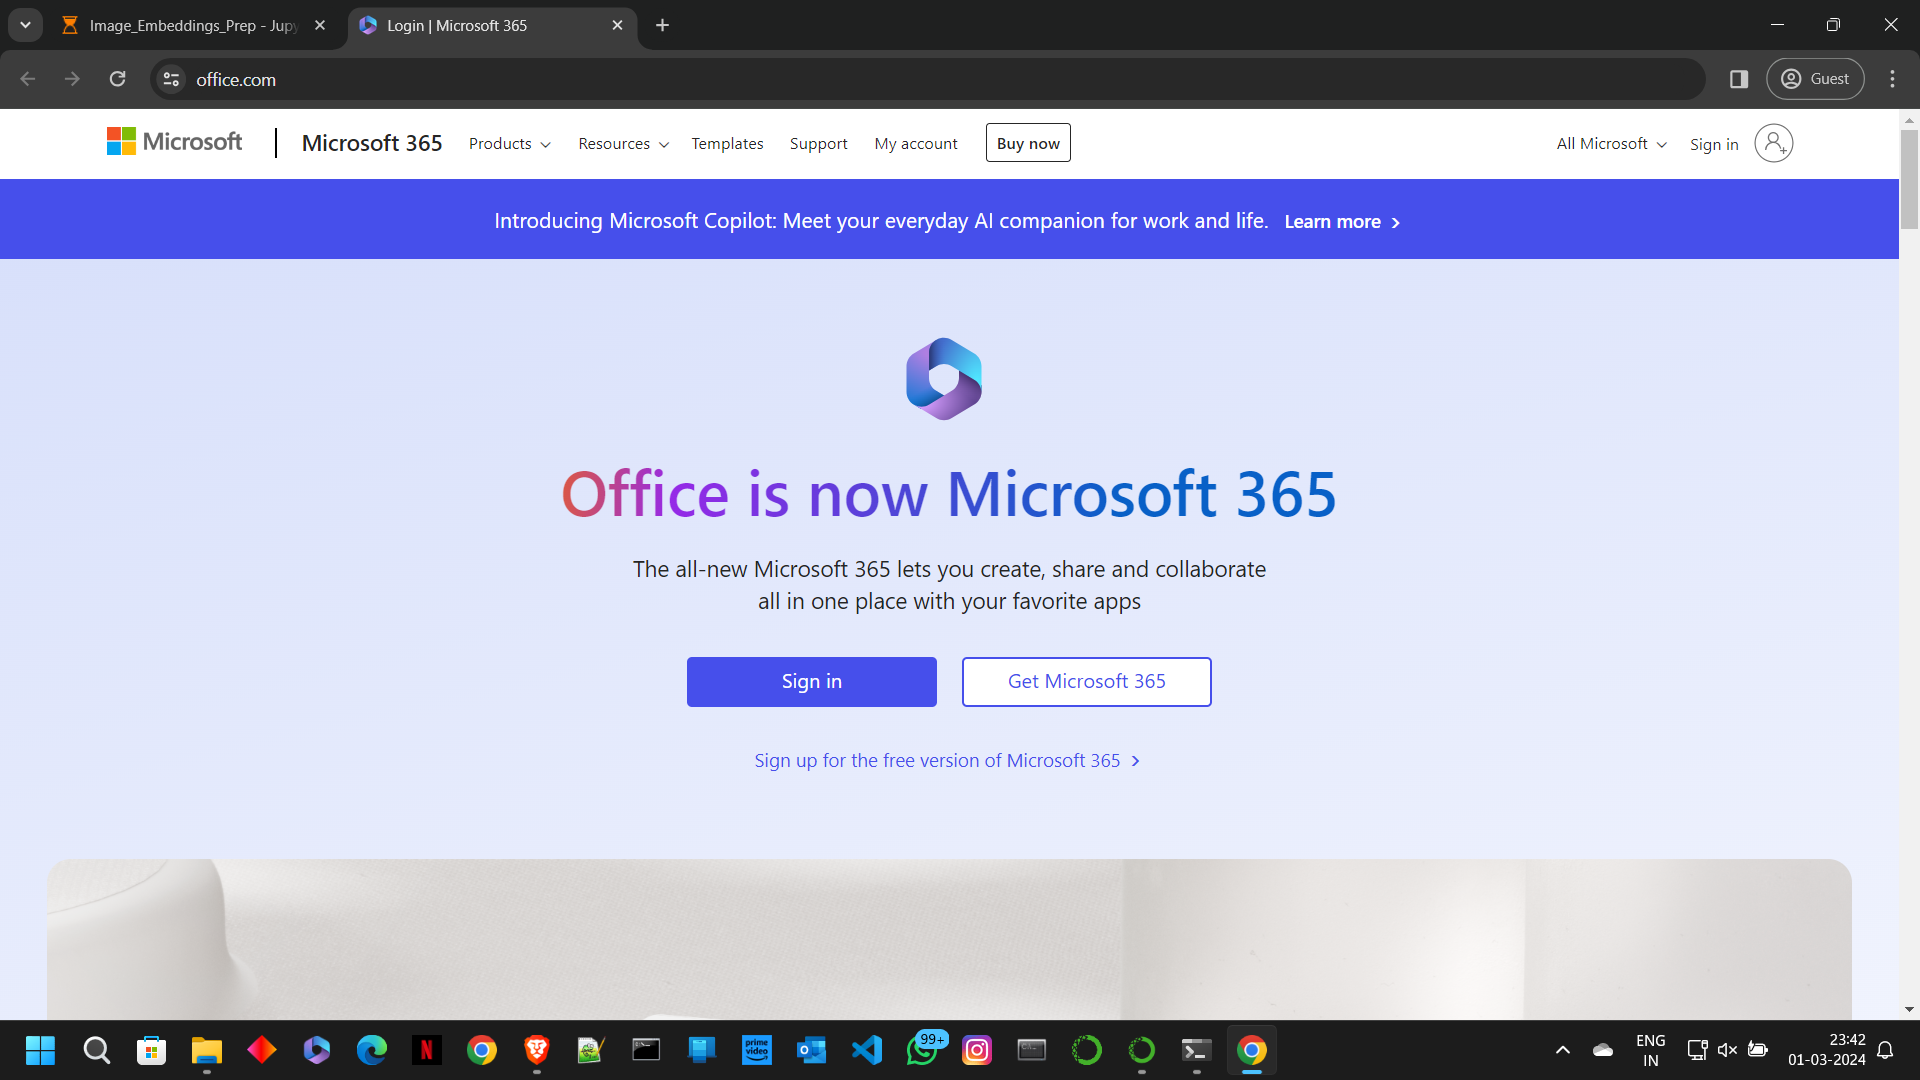 Image_Embeddings_Prep - Jupy
Login | Microsoft 365
office.com
Guest
Microsoft
Microsoft 365
Products
Resources
Templates
Support
My account
Buy now
All Microsoft
Sign in
Introducing Microsoft Copilot: Meet your everyday AI companion for work and life. Learn more
Office is now Microsoft 365
The all-new Microsoft 365 lets you create, share and collaborate
all in one place with your favorite apps
Sign in
Get Microsoft 365
Sign up for the free version of Microsoft 365
N
prime
video
99+
ENG
IN
23:42
01-03-2024